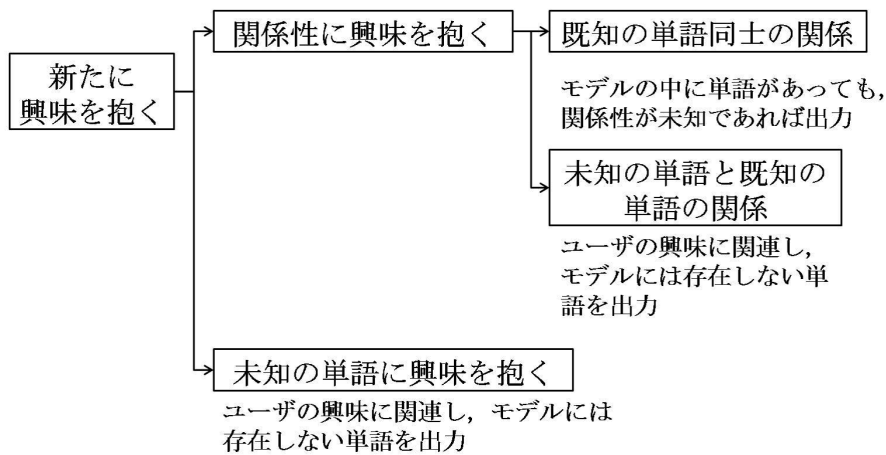 新たに
興味を抱く
関係性に興味を抱く
既知の単語同士の関係
モデルの中に単語があっても，
関係性が未知であれば出力
未知の単語と既知の
単語の関係
ユーザの興味に関連し，
モデルには存在しない単
語を出力
未知の単語に興味を抱く
ユーザの興味に関連し，モデルには
存在しない単語を出力